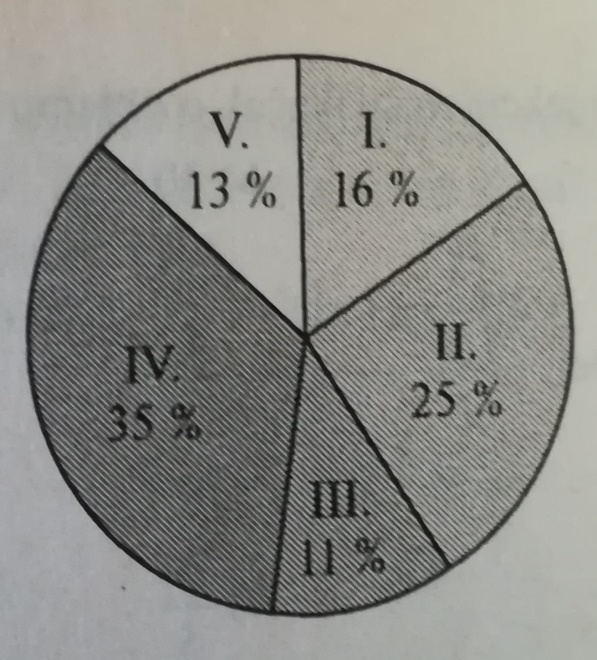 I.
16 %
II.
25 %
III.
11 %
IV.
35 %
V.
13 %